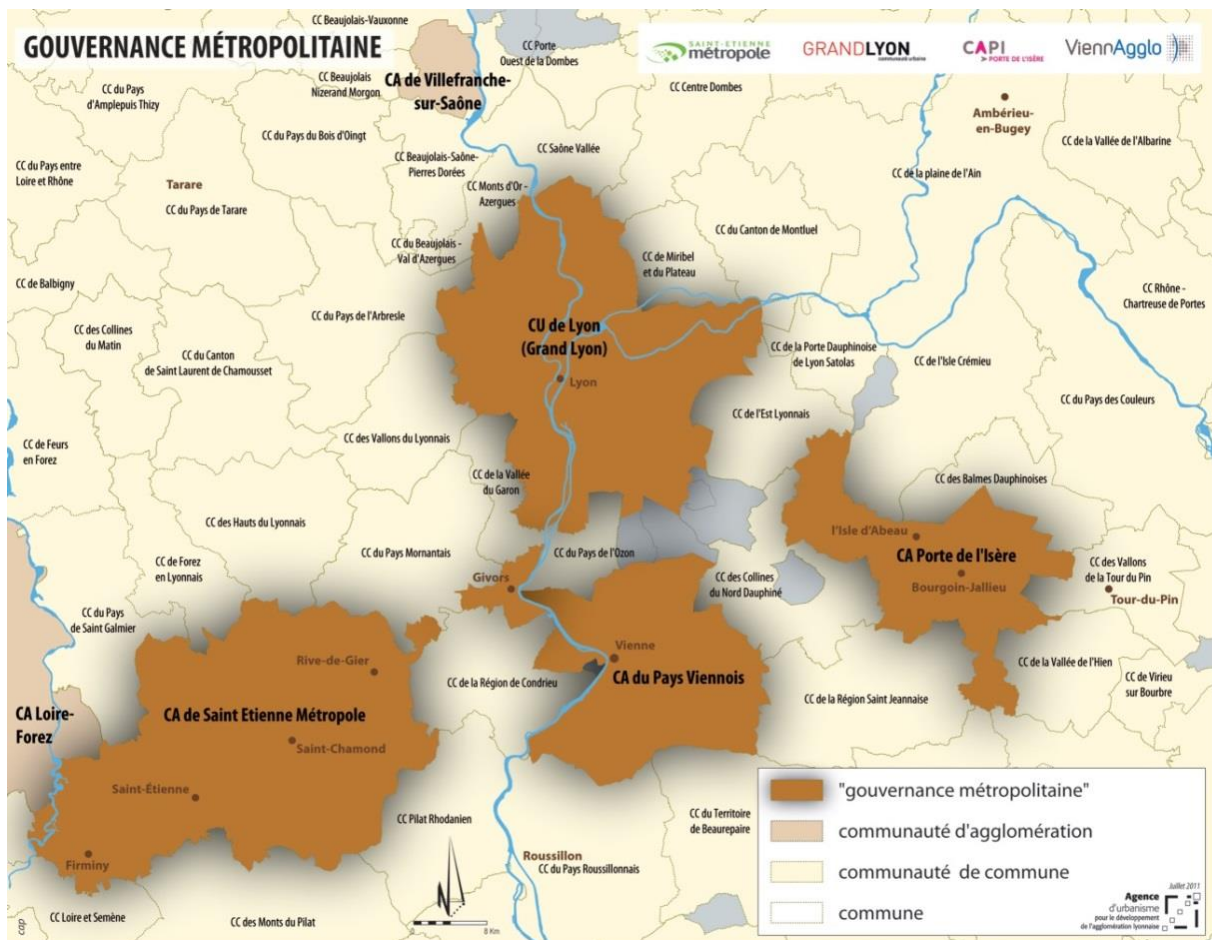 GOUVERNANCE MÉTROPOLITAINE
SAINT-ETIENNE
métropole
GRANDLYON
communauté urbaine
CAPI
PORTE DE L'ISÈRE
ViennAgglo
CC Beaujolais-Vauxonne
CC Porte
Ouest de la Dombes
CC du Pays
d'Amplepuis Thizy
CC Beaujolais
Nizerand Morgon
CA de Villefranche-
sur-Saône
CC Centre Dombes
Ambérieu-
en-Bugey
CC de la Vallée de l'Albarine
CC du Pays du Bois d'Oingt
CC du Pays entre
Loire et Rhône
Tarare
CC du Pays de Tarare
CC Beaujolais-Saône-
Pierres Dorées
CC Saône Vallée
CC de la plaine de l'Ain
CC Monts d'Or -
Azergues
CC du Beaujolais -
Val d'Azergues
CC du Canton de Montluel
CC de Miribel
et du Plateau
CC de Balbigny
CC Rhône -
Chartreuse de Portes
CC des Collines
du Matin
CC du Pays de l'Arbresle
CU de Lyon
(Grand Lyon)
Lyon
CC du Canton
de Saint Laurent de Chamousset
CC de la Porte Dauphinoise
de Lyon Satolas
CC de l'Isle Crémieu
CC du Pays des Couleurs
CC de l'Est Lyonnais
CC de Feurs
en Forez
CC des Vallons du Lyonnais
CC de la Vallée
du Garon
CC des Balmes Dauphinoises
CC des Hauts du Lyonnais
l'Isle d'Abeau
CA Porte de l'Isère
Bourgoin-Jallieu
CC de Forez
en Lyonnais
CC du Pays Mornantais
CC du Pays de l'Ozon
Givors
CC des Collines
du Nord Dauphiné
CC des Vallons
de la Tour du Pin
Tour-du-Pin
CC du Pays
de Saint Galmier
Rive-de-Gier
Vienne
CA du Pays Viennois
CC de la Région de Condrieu
CC de la Vallée de l'Hien
CC de Virieu
sur Bourbre
CC de la Région Saint Jeannaise
CA Loire-
Forez
CA de Saint Etienne Métropole
Saint-Chamond
Saint-Étienne
Firminy
CC Pilat Rhodanien
CC du Territoire
de Beaurepaire
Roussillon
CC du Pays Roussillonnais
CC Loire et Semène
CC des Monts du Pilat
0
8 Km
cap
"gouvernance métropolitaine"
communauté d'agglomération
communauté de commune
commune
Juillet 2011
Agence
d'urbanisme
pour le développement
de l'agglomération lyonnaise